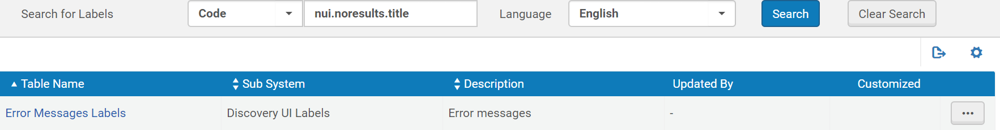 Search for Labels Code nui.noresults.title Language English Search Clear Search
Table Name Sub System Description Updated By Customized
Error Messages Labels Discovery UI Labels Error messages - ...